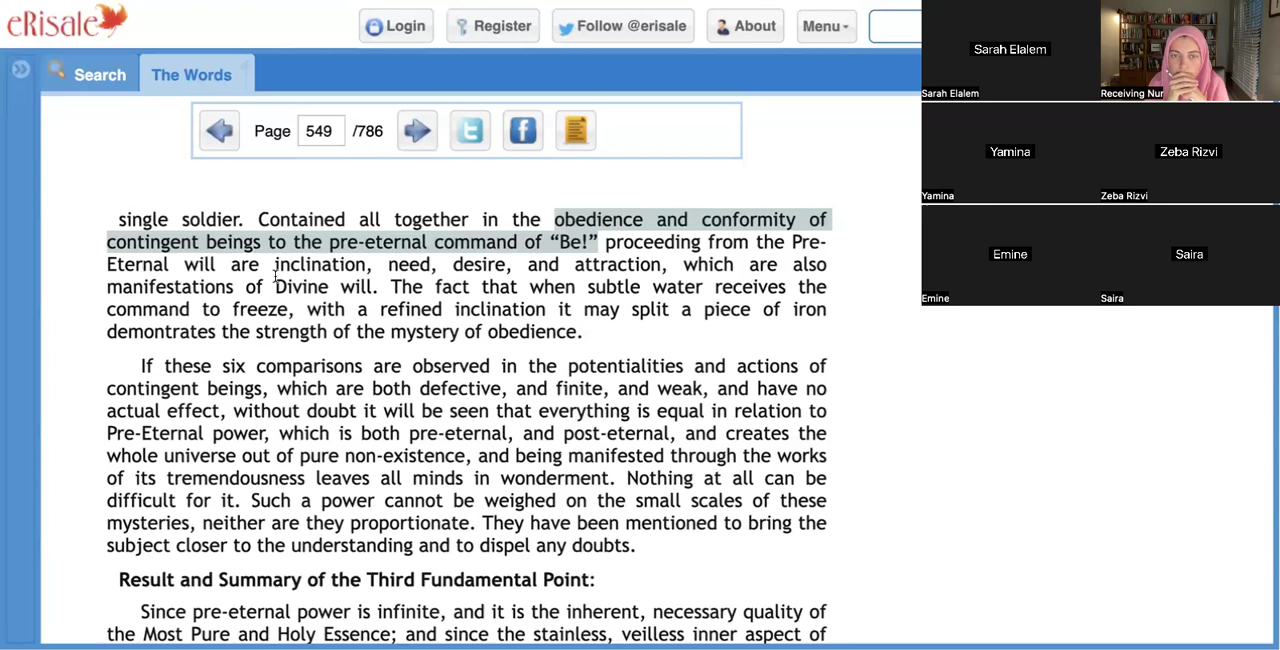 eRisale
Login
Register
Follow @erisale
About
Menu
Search
The Words
Page 549 /786
single soldier. Contained all together in the obedience and conformity of
contingent beings to the pre-eternal command of “Be!” proceeding from the Pre-
Eternal will are inclination, need, desire, and attraction, which are also
manifestations of Divine will. The fact that when subtle water receives the
command to freeze, with a refined inclination it may split a piece of iron
demontrates the strength of the mystery of obedience.
If these six comparisons are observed in the potentialities and actions of
contingent beings, which are both defective, and finite, and weak, and have no
actual effect, without doubt it will be seen that everything is equal in relation to
Pre-Eternal power, which is both pre-eternal, and post-eternal, and creates the
whole universe out of pure non-existence, and being manifested through the works
of its tremendousness leaves all minds in wonderment. Nothing at all can be
difficult for it. Such a power cannot be weighed on the small scales of these
mysteries, neither are they proportionate. They have been mentioned to bring the
subject closer to the understanding and to dispel any doubts.
Result and Summary of the Third Fundamental Point:
Since pre-eternal power is infinite, and it is the inherent, necessary quality of
the Most Pure and Holy Essence; and since the stainless, veilless inner aspect of
Sarah Elalem
Sarah Elalem
Receiving Nur
Yamina
Yamina
Zeba Rizvi
Zeba Rizvi
Emine
Emine
Saira
Saira